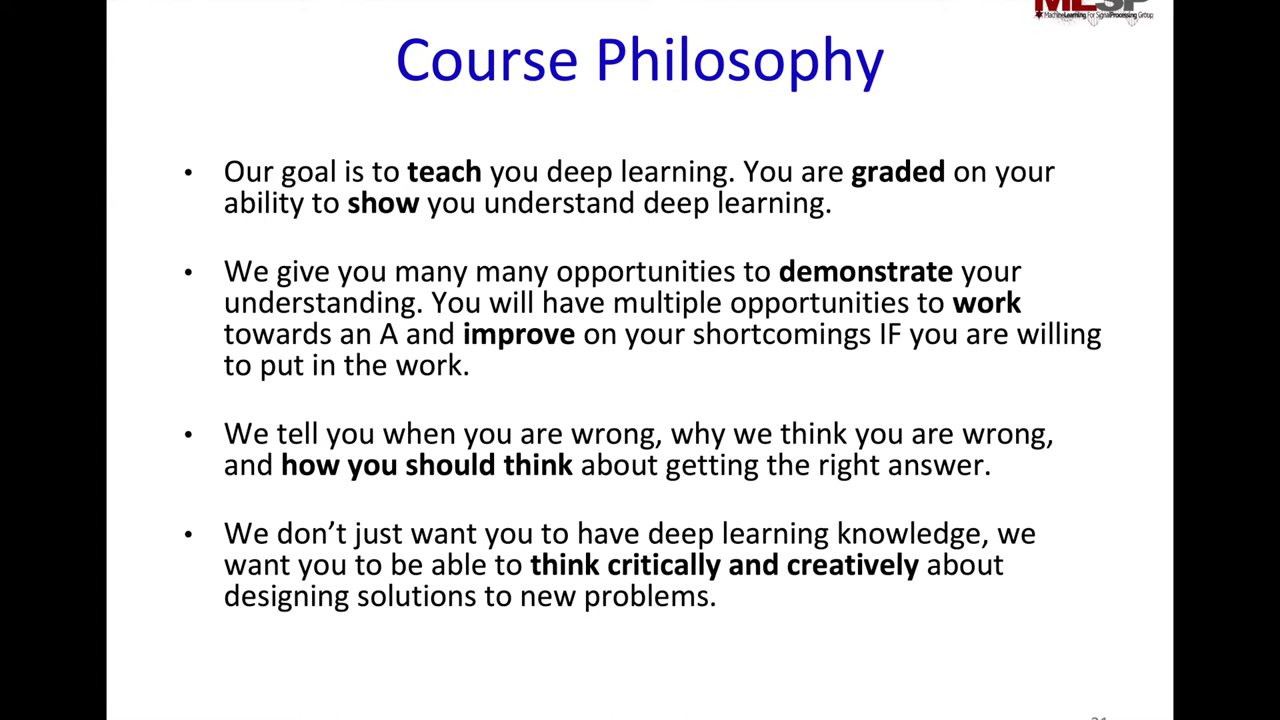 MLSP
MachineLearning For SignalProcessing Group
Course Philosophy
• Our goal is to teach you deep learning. You are graded on your
ability to show you understand deep learning.
• We give you many many opportunities to demonstrate your
understanding. You will have multiple opportunities to work
towards an A and improve on your shortcomings IF you are willing
to put in the work.
• We tell you when you are wrong, why we think you are wrong,
and how you should think about getting the right answer.
• We don’t just want you to have deep learning knowledge, we
want you to be able to think critically and creatively about
designing solutions to new problems.